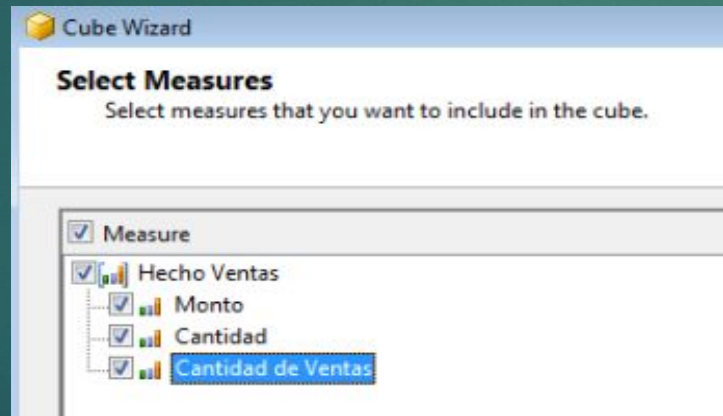 Cube Wizard
Select Measures
Select measures that you want to include in the cube.
Measure
Hecho Ventas
Monto
Cantidad
Cantidad de Ventas